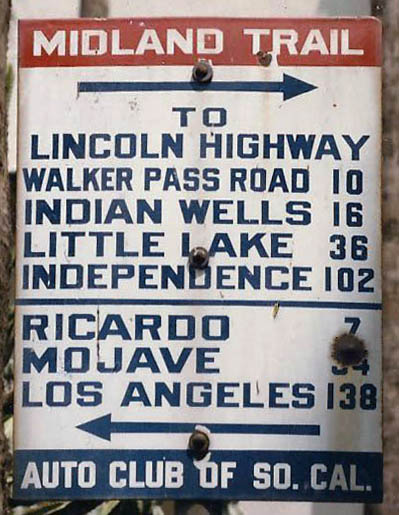 MIDLAND TRAIL
TO
LINCOLN HIGHWAY
WALKER PASS ROAD 10
INDIAN WELLS 16
LITTLE LAKE 36
INDEPENDENCE 102
RICARDO 7
MOJAVE
LOS ANGELES 138
AUTO CLUB OF SO. CAL.